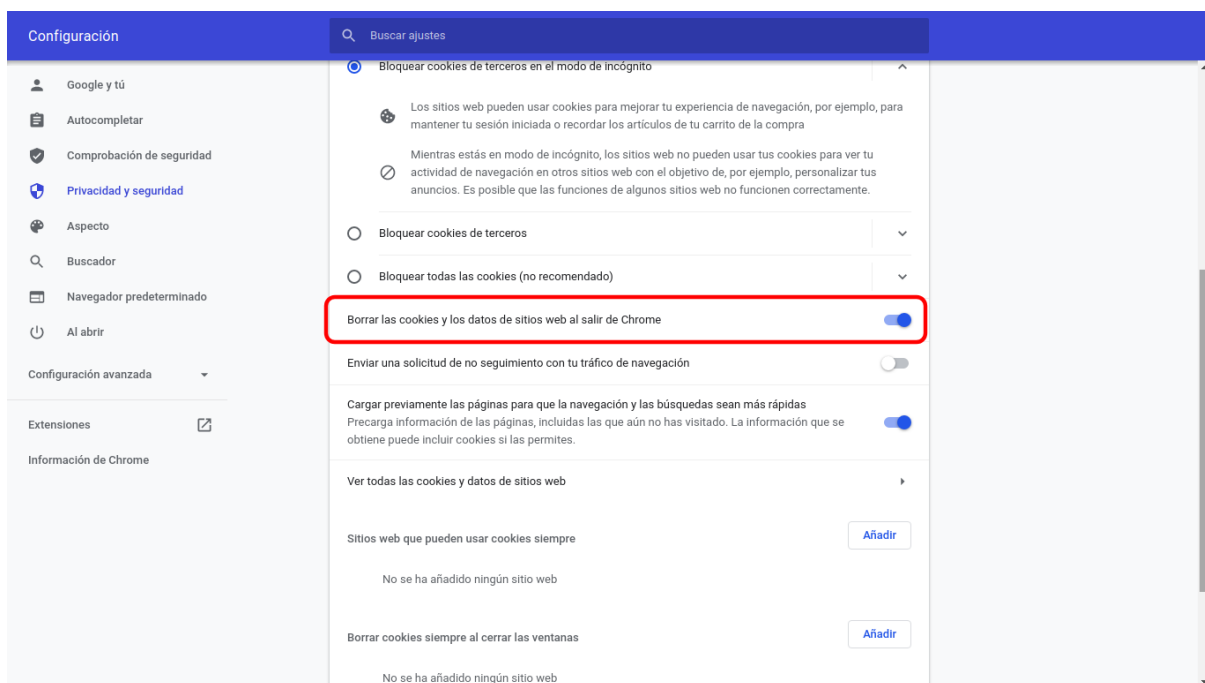 Configuración
Buscar ajustes
Google y tú
Autocompletar
Comprobación de seguridad
Privacidad y seguridad
Aspecto
Buscador
Navegador predeterminado
Al abrir
Configuración avanzada
Extensiones
Información de Chrome
Bloquear cookies de terceros en el modo de incógnito
Los sitios web pueden usar cookies para mejorar tu experiencia de navegación, por ejemplo, para
mantener tu sesión iniciada o recordar los artículos de tu carrito de la compra
Mientras estás en modo de incógnito, los sitios web no pueden usar tus cookies para ver tu
actividad de navegación en otros sitios web con el objetivo de, por ejemplo, personalizar tus
anuncios. Es posible que las funciones de algunos sitios web no funcionen correctamente.
Bloquear cookies de terceros
Bloquear todas las cookies (no recomendado)
Borrar las cookies y los datos de sitios web al salir de Chrome
Enviar una solicitud de no seguimiento con tu tráfico de navegación
Cargar previamente las páginas para que la navegación y las búsquedas sean más rápidas
Precarga información de las páginas, incluidas las que aún no has visitado. La información que se
obtiene puede incluir cookies si las permites.
Ver todas las cookies y datos de sitios web
Sitios web que pueden usar cookies siempre
Añadir
No se ha añadido ningún sitio web
Borrar cookies siempre al cerrar las ventanas
Añadir
No se ha añadido ningún sitio web